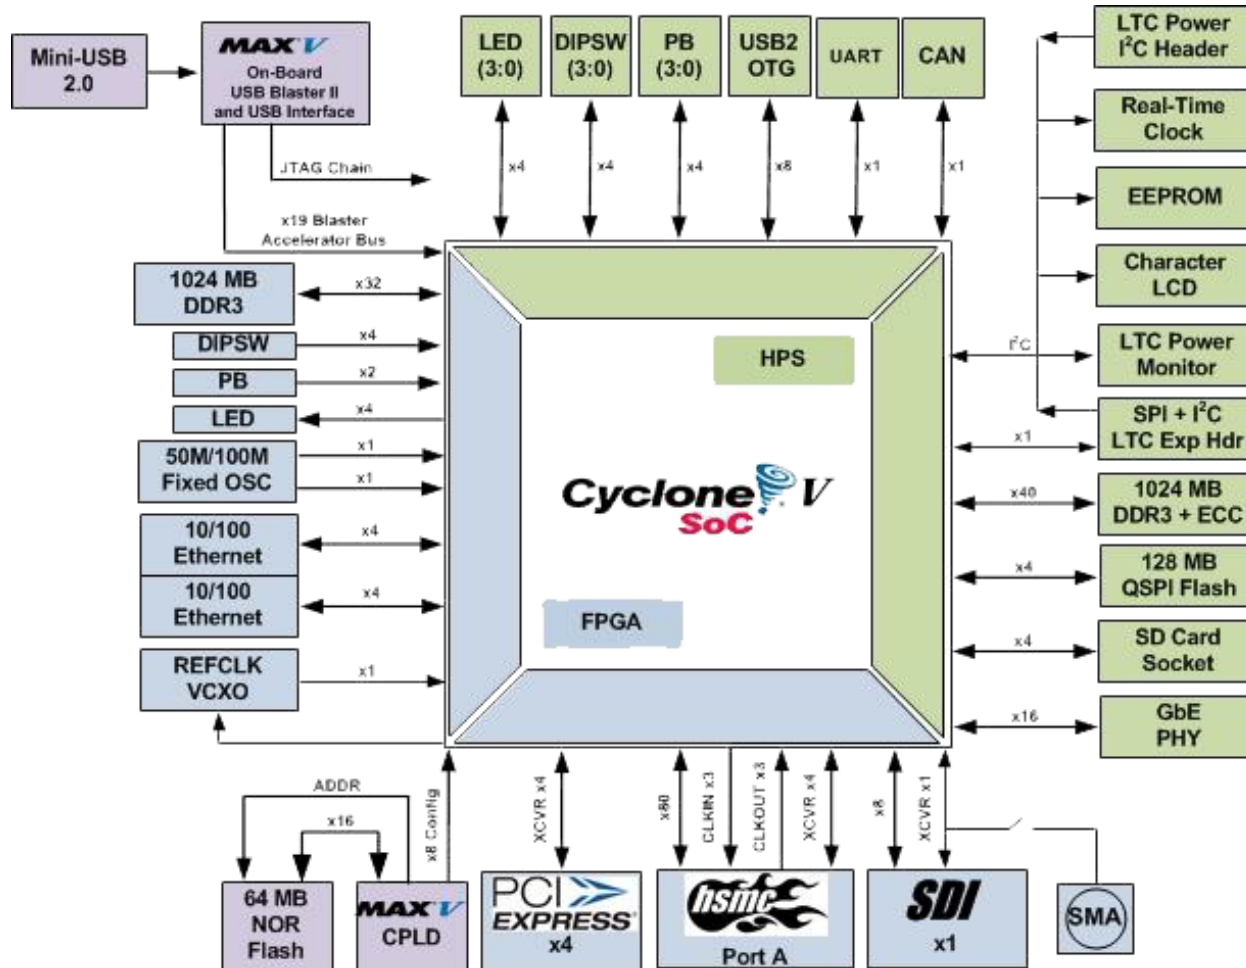 Mini-USB
2.0
MAX V
On-Board
USB Blaster II
and USB Interface
LED
(3:0)
DIPSW
(3:0)
PB
(3:0)
USB2
OTG
UART
CAN
LTC Power
I²C Header
Real-Time
Clock
EEPROM
Character
LCD
LTC Power
Monitor
SPI + I²C
LTC Exp Hdr
1024 MB
DDR3 + ECC
128 MB
QSPI Flash
SD Card
Socket
GbE
PHY
x4
x4
x4
x8
x1
x1
JTAG Chain
x19 Blaster
Accelerator Bus
1024 MB
DDR3
x32
DIPSW
x4
PB
x2
LED
x4
50M/100M
Fixed OSC
x1
x1
10/100
Ethernet
x4
10/100
Ethernet
x4
REFCLK
VCXO
x1
I²C
x1
x40
x4
x4
x16
HPS
Cyclone V
SoC
FPGA
ADDR
x16
x8 Config
XCVR x4
x80
CLKIN x3
CLKOUT x3
XCVR x4
x8
XCVR x1
64 MB
NOR
Flash
MAX V
CPLD
PCI
EXPRESS®
x4
hsmc
Port A
SDI
x1
SMA